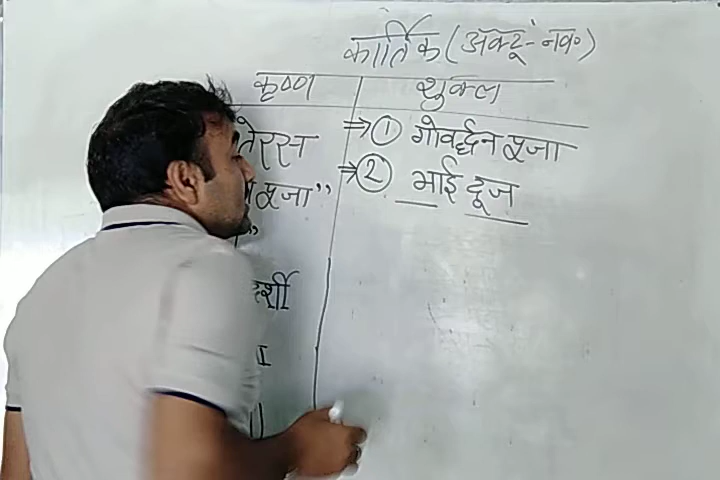 कार्तिक (अक्टू-नव०)
कृष्ण शुक्ल
तेरस ⇒ ① गोवर्द्धन पूजा
पूजा" ⇒ ② भाई दूज
"
र्शी